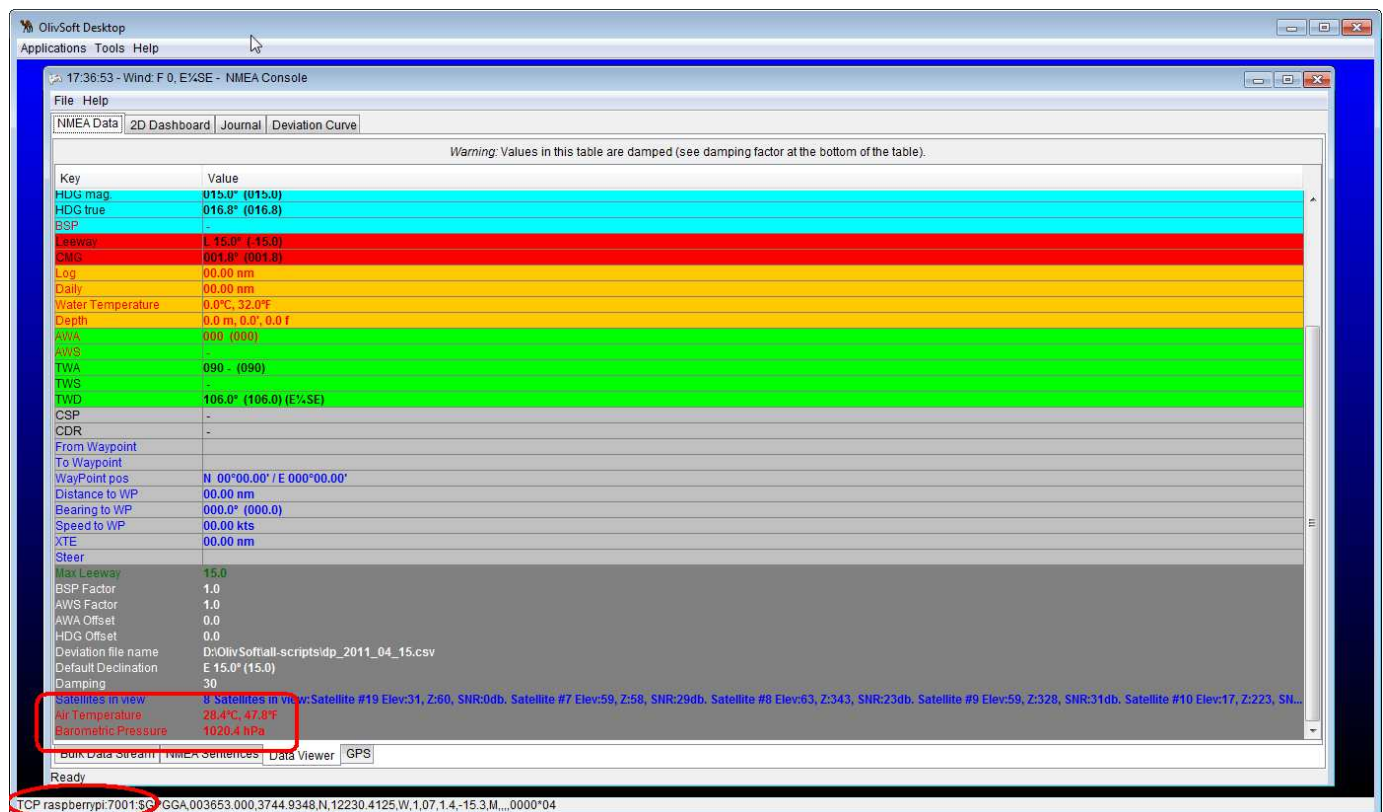 OlivSoft Desktop
Applications Tools Help
17:36:53 - Wind: F 0, E¼SE - NMEA Console
File Help
NMEA Data 2D Dashboard Journal Deviation Curve
Warning: Values in this table are damped (see damping factor at the bottom of the table).
Key Value
HDG mag. 015.0° (015.0)
HDG true 016.8° (016.8)
BSP -
Leeway L 15.0° (-15.0)
CMG 001.8° (001.8)
Log 00.00 nm
Daily 00.00 nm
Water Temperature 0.0°C, 32.0°F
Depth 0.0 m, 0.0', 0.0 f
AWA 000 (000)
AWS -
TWA 090 - (090)
TWS -
TWD 106.0° (106.0) (E¼SE)
CSP -
CDR -
From Waypoint
To Waypoint
WayPoint pos N 00°00.00' / E 000°00.00'
Distance to WP 00.00 nm
Bearing to WP 000.0° (000.0)
Speed to WP 00.00 kts
XTE 00.00 nm
Steer
Max Leeway 15.0
BSP Factor 1.0
AWS Factor 1.0
AWA Offset 0.0
HDG Offset 0.0
Deviation file name D:\OlivSoft\all-scripts\dp_2011_04_15.csv
Default Declination E 15.0° (15.0)
Damping 30
Satellites in view 8 Satellites in view:Satellite #19 Elev:31, Z:60, SNR:0db. Satellite #7 Elev:59, Z:58, SNR:29db. Satellite #8 Elev:63, Z:343, SNR:23db. Satellite #9 Elev:59, Z:328, SNR:31db. Satellite #10 Elev:17, Z:223, SN...
Air Temperature 28.4°C, 47.8°F
Barometric Pressure 1020.4 hPa
Bulk Data Stream NMEA Sentences Data Viewer GPS
Ready
TCP raspberrypi:7001:$GPGGA,003653.000,3744.9348,N,12230.4125,W,1,07,1.4,-15.3,M,,,,0000*04